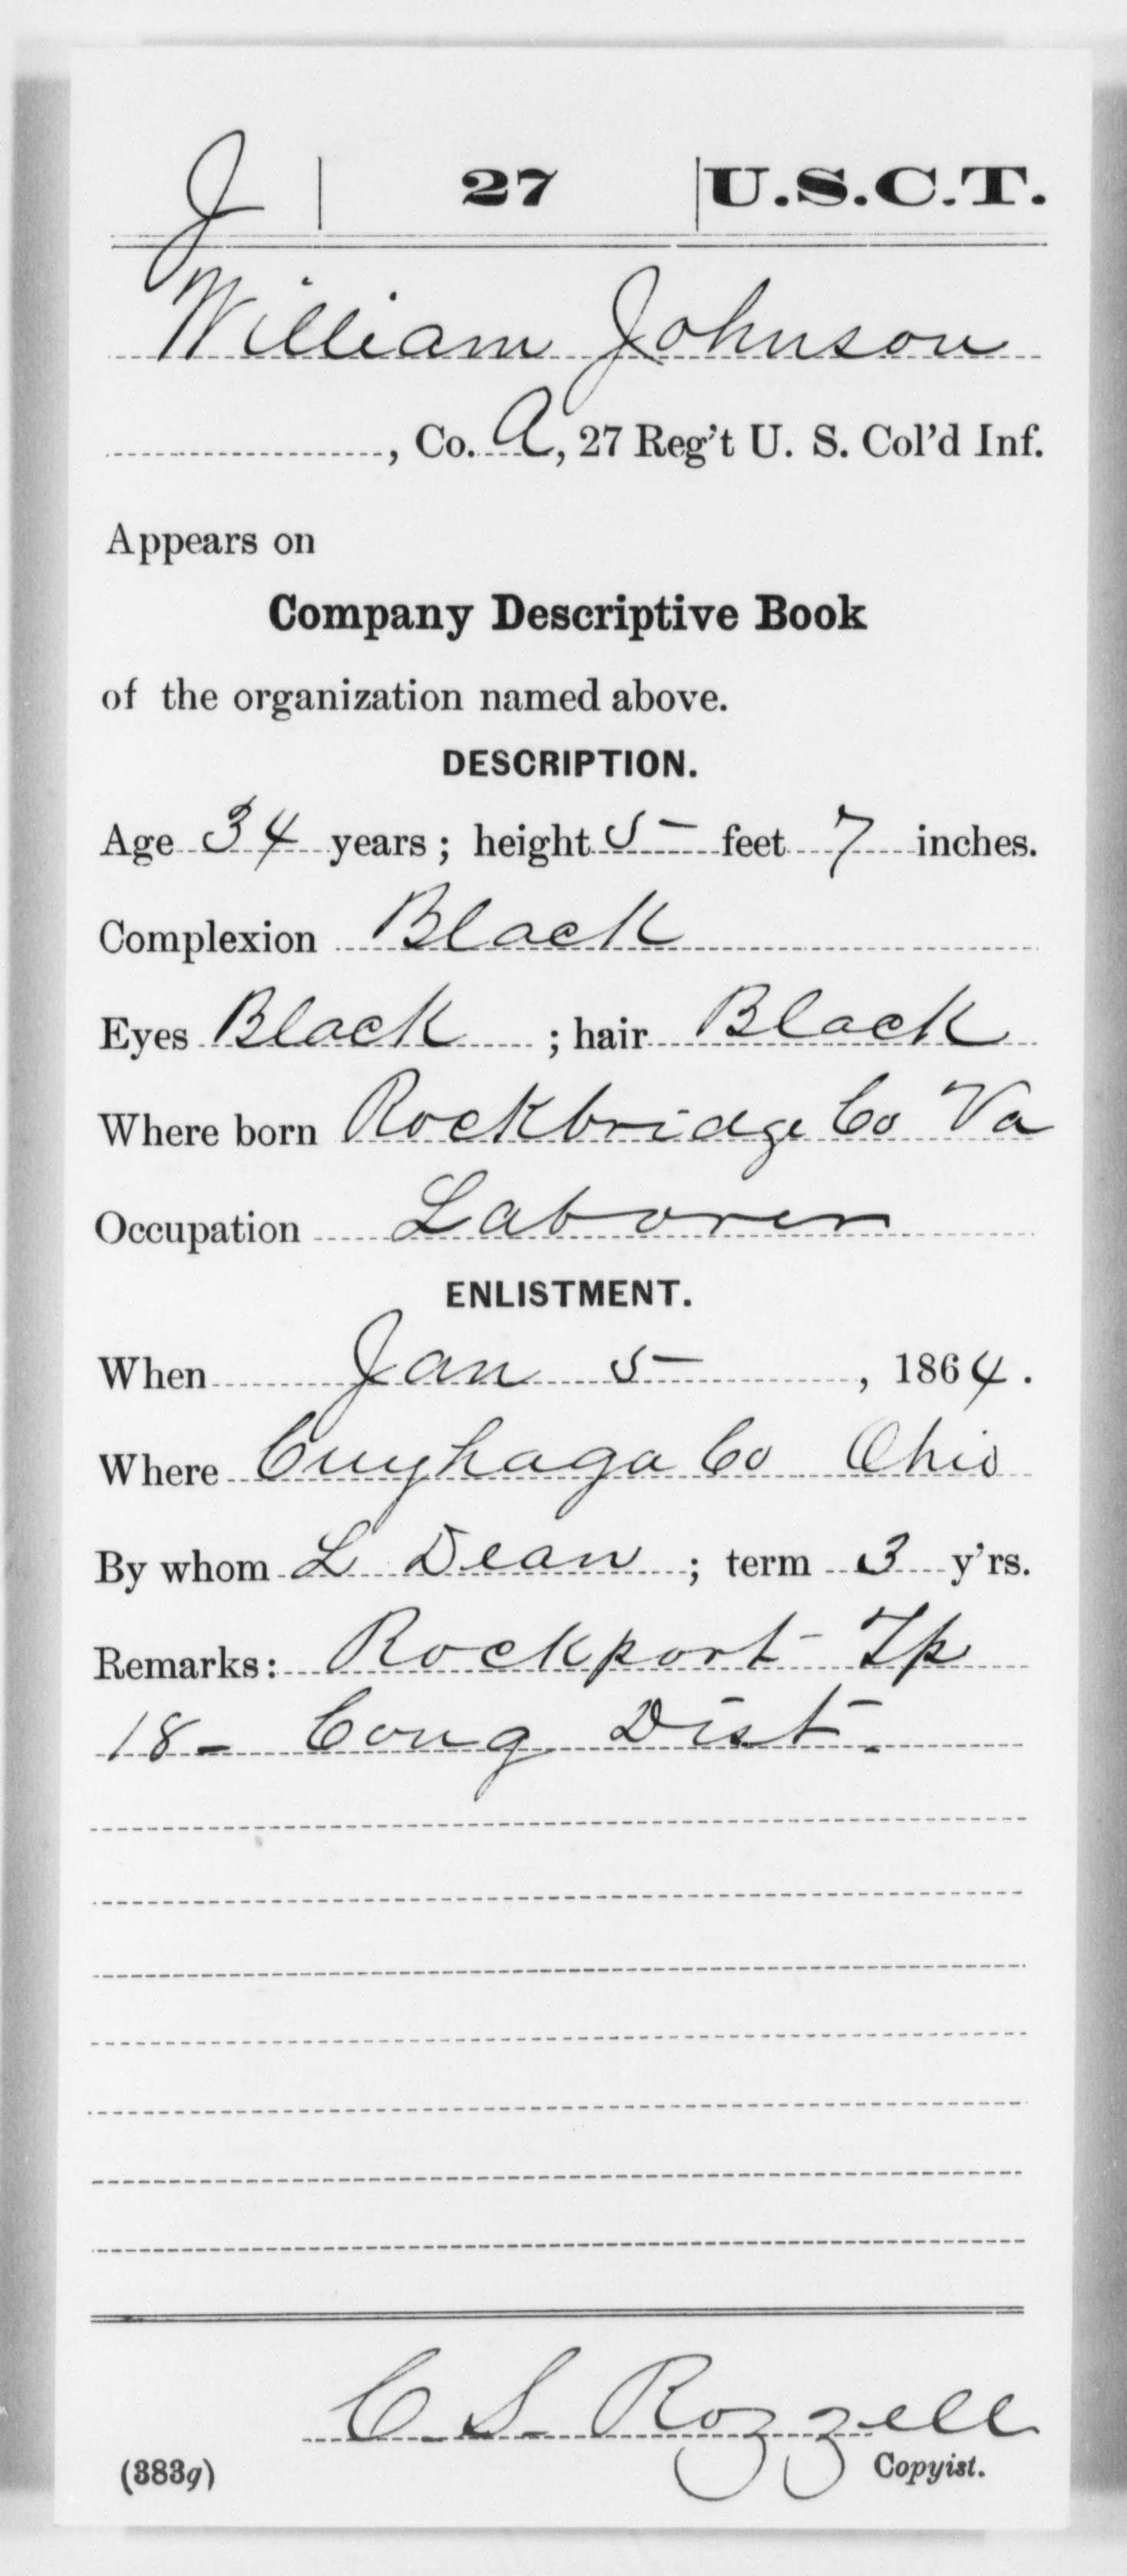 J | 27 | U.S.C.T.
William Johnson
, Co. A, 27 Reg't U. S. Col'd Inf.
Appears on
Company Descriptive Book
of the organization named above.
DESCRIPTION.
Age 34 years; height 5 feet 7 inches.
Complexion Black
Eyes Black ; hair Black
Where born Rockbridge Co Va
Occupation Laborer
ENLISTMENT.
When Jan 5, 1864.
Where Cuyhaga Co Ohio
By whom L Dean ; term 3 y'rs.
Remarks: Rockport Tp
18- Cong Dist.
C. S. Rozzell
(383g) Copyist.